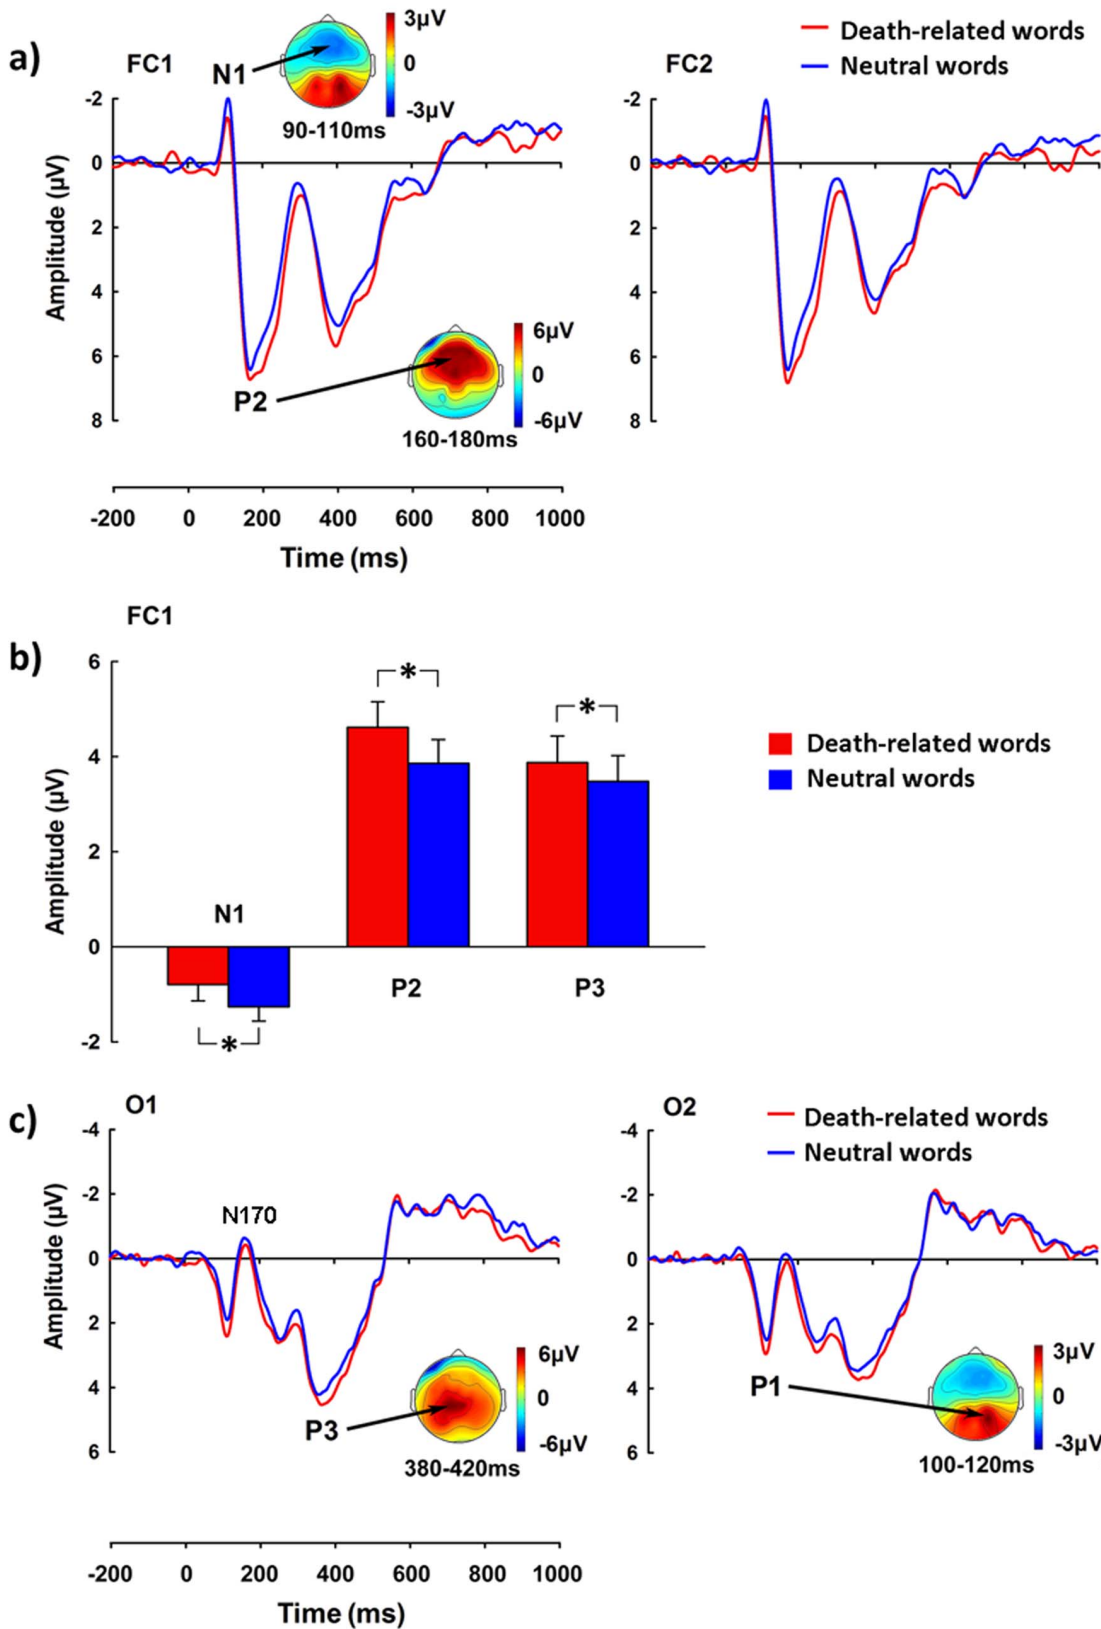 a)
FC1
N1
3μV
0
-3μV
90-110ms
FC2
Death-related words
Neutral words
-2
0
2
4
6
8
Amplitude (μV)
P2
6μV
0
-6μV
160-180ms
-2
0
2
4
6
8
-200 0 200 400 600 800 1000
Time (ms)
FC1
b)
6
4
2
0
-2
Amplitude (μV)
*
*
N1
P2
P3
*
Death-related words
Neutral words
c)
O1
-4
-2
0
2
4
6
Amplitude (μV)
N170
P3
6μV
0
-6μV
380-420ms
O2
Death-related words
Neutral words
-4
-2
0
2
4
6
P1
3μV
0
-3μV
100-120ms
-200 0 200 400 600 800 1000
Time (ms)